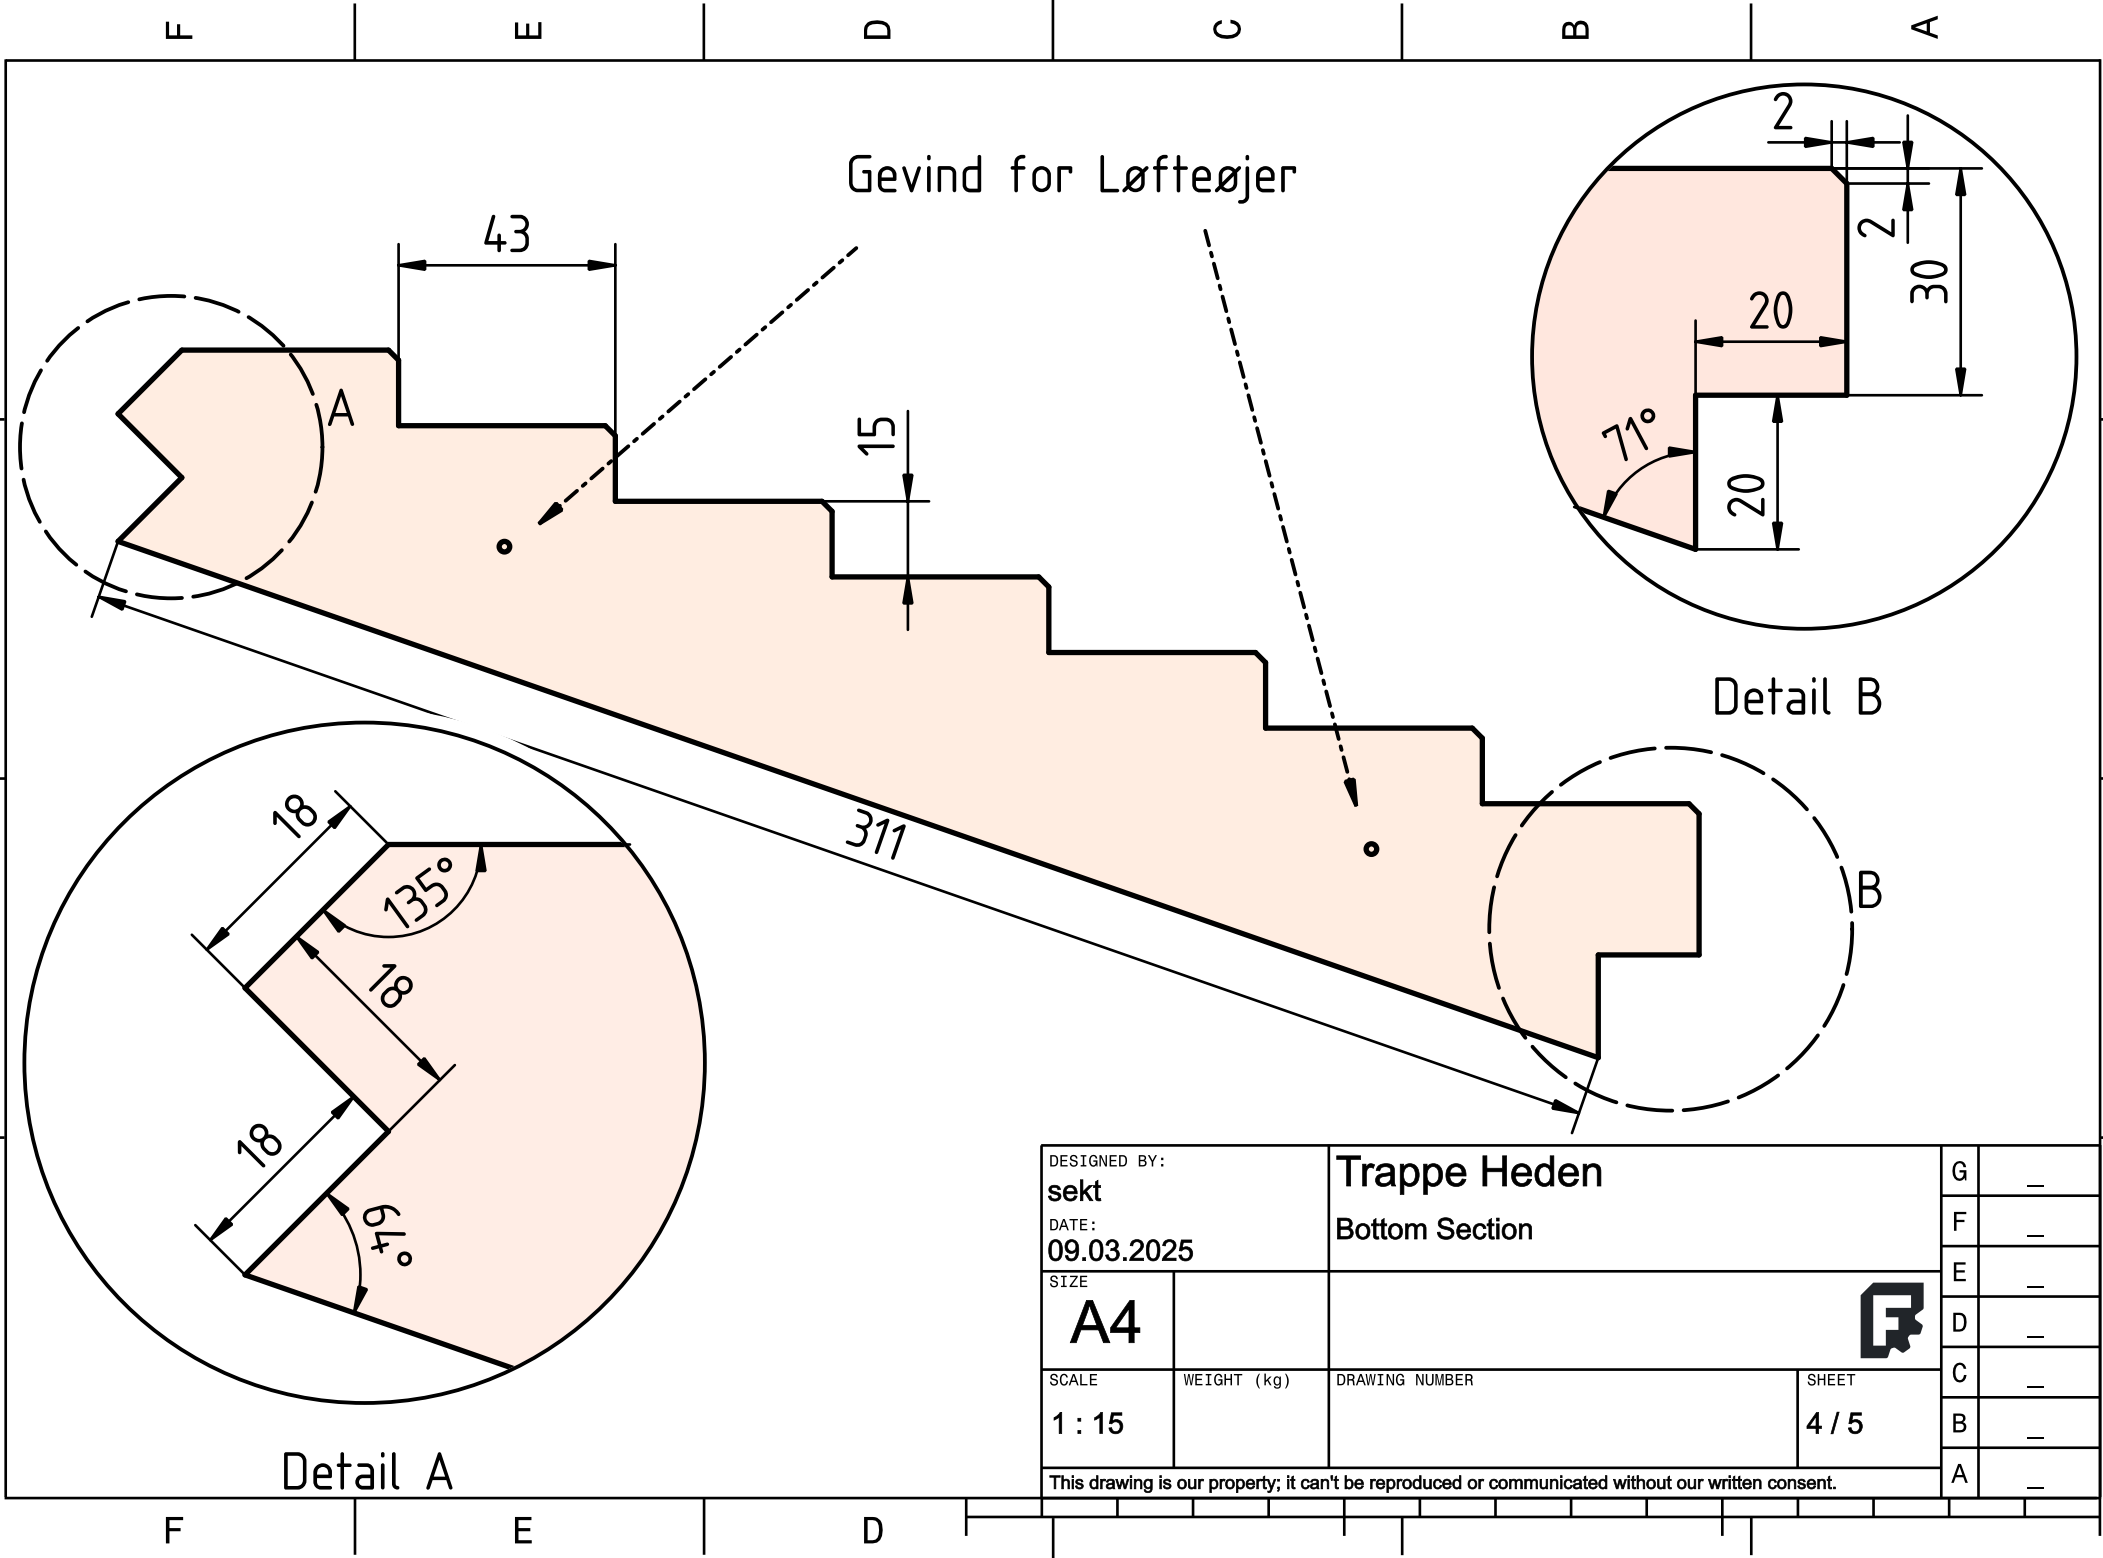 F E D C B A
Gevind for Løfteøjer
43
15
311
A
B
2
2
30
20
71°
20
Detail B
18
135°
18
18
64°
Detail A
DESIGNED BY:
sekt
DATE:
09.03.2025
Trappe Heden
Bottom Section
SIZE
A4
SCALE
1 : 15
WEIGHT (kg)
DRAWING NUMBER
SHEET
4 / 5
This drawing is our property; it can't be reproduced or communicated without our written consent.
G _
F _
E _
D _
C _
B _
A _
F E D